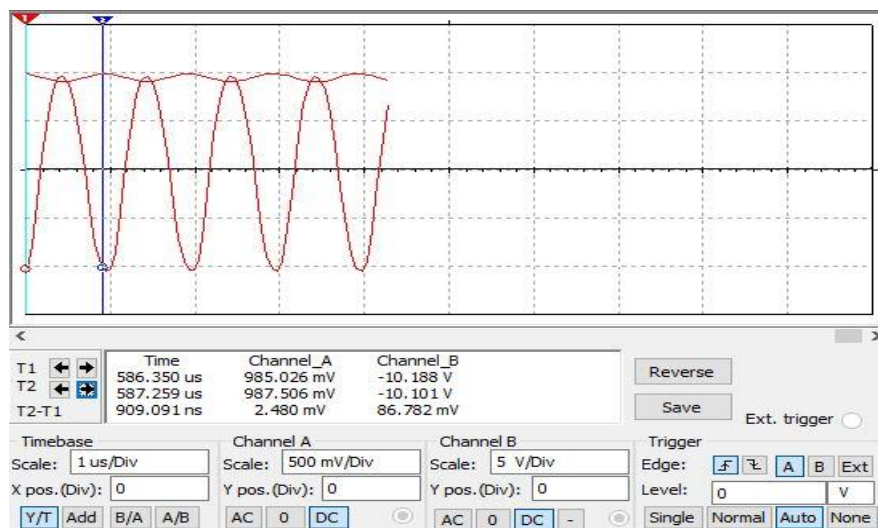 1 2
Time Channel_A Channel_B
T1 586.350 us 985.026 mV -10.188 V
T2 587.259 us 987.506 mV -10.101 V
T2-T1 909.091 ns 2.480 mV 86.782 mV
Reverse
Save
Ext. trigger
Timebase Channel A Channel B Trigger
Scale: 1 us/Div Scale: 500 mV/Div Scale: 5 V/Div Edge: A B Ext
X pos.(Div): 0 Y pos.(Div): 0 Y pos.(Div): 0 Level: 0 V
Y/T Add B/A A/B AC 0 DC AC 0 DC - Single Normal Auto None